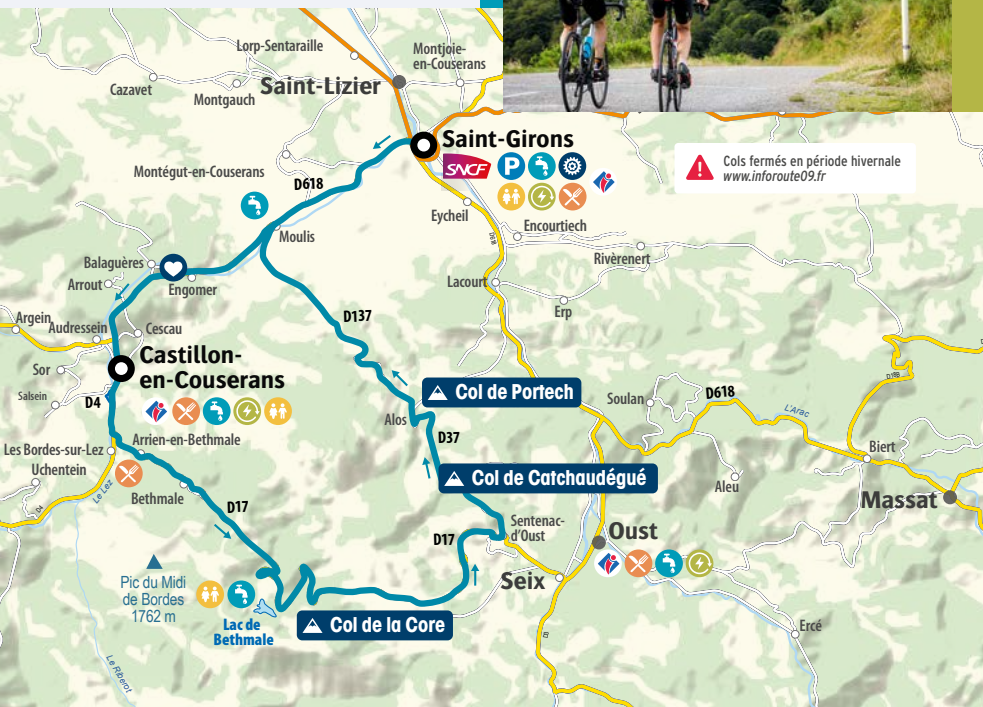 Lorp-Sentaraille
Montjoie-
en-Couserans
Cazavet
Montgauch
Saint-Lizier
Saint-Girons
SNCF
P
Cols fermés en période hivernale
www.inforoute09.fr
Montégut-en-Couserans
D618
Eycheil
Encourtiech
Moulis
Rivèrenert
Balaguères
Arrout
Engomer
Lacourt
Erp
Argein
Audressein
Cescau
D137
Castillon-
en-Couserans
Sor
Salsein
D4
Col de Portech
Soulan
D618
L'Arac
Alos
D37
Les Bordes-sur-Lez
Arrien-en-Bethmale
Uchentein
Biert
Col de Catchaudégué
Aleu
Le Lez
D4
Bethmale
D17
Massat
Sentenac-
d'Oust
D17
Oust
Seix
Pic du Midi
de Bordes
1762 m
Lac de
Bethmale
Col de la Core
Ercé
Le Riberot